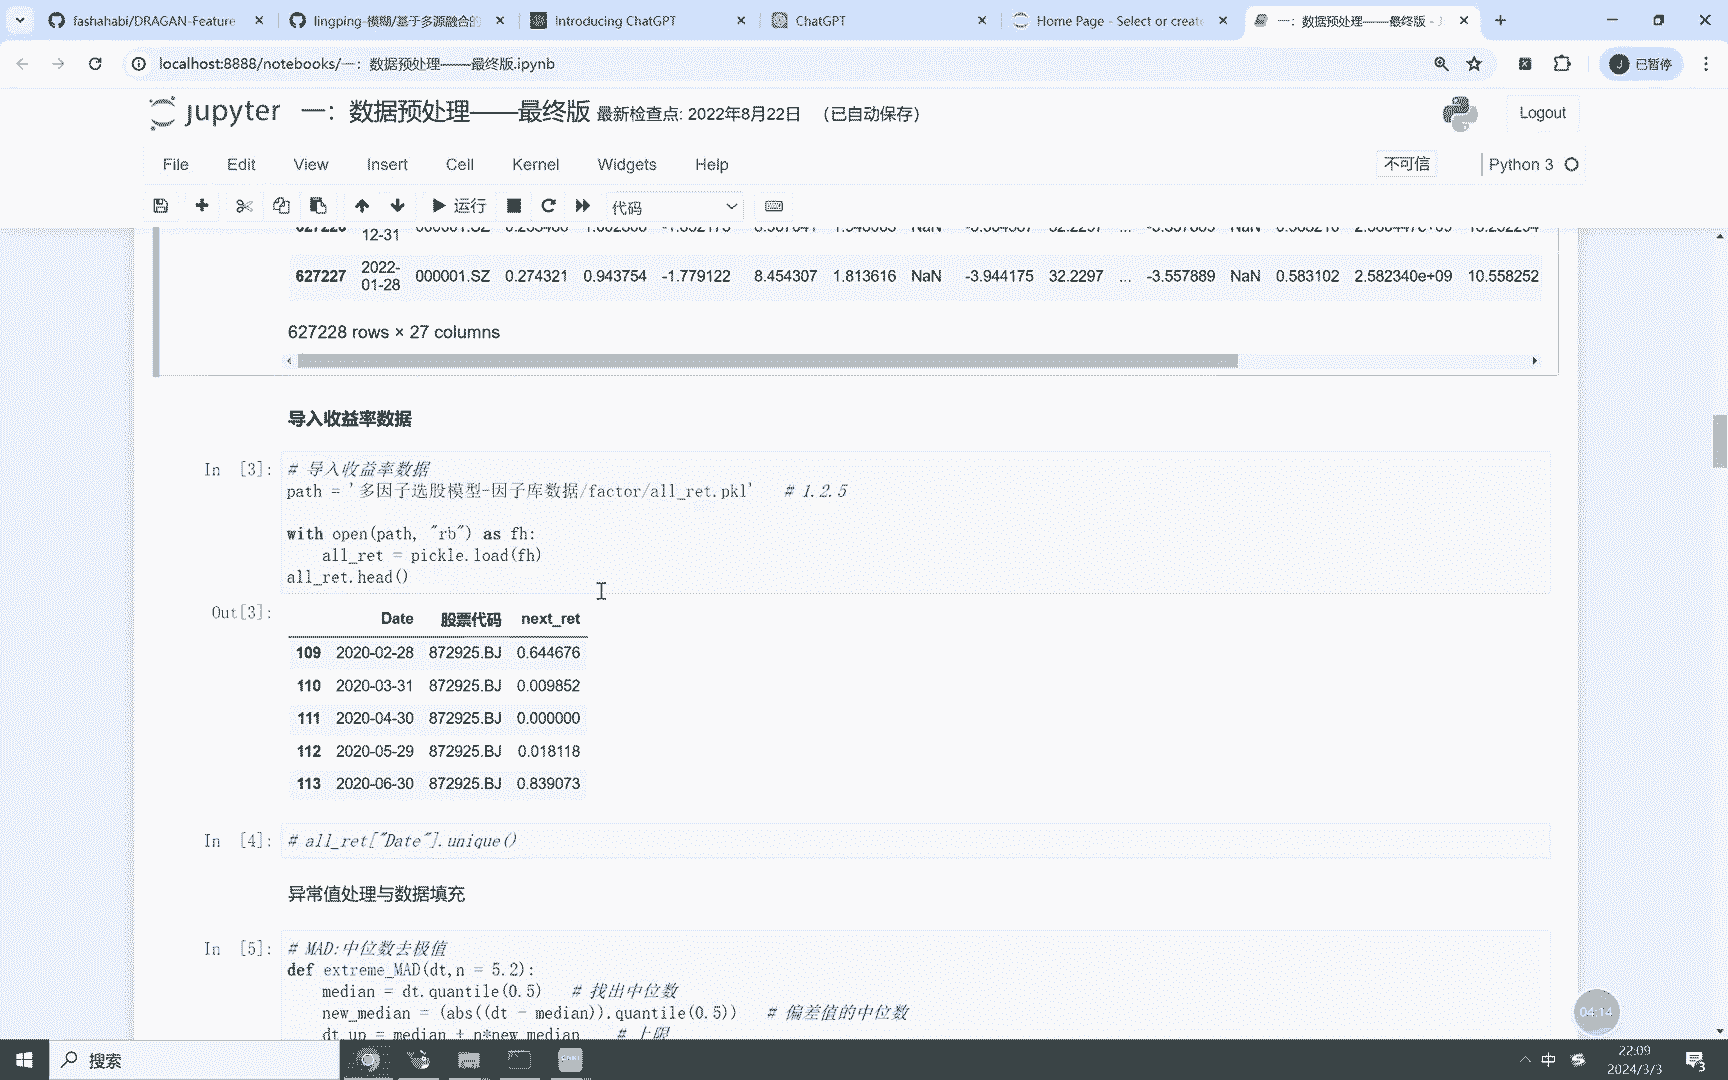 fashahabi/DRAGAN-Feature
lingping-模糊/基于多源融合的
Introducing ChatGPT
ChatGPT
Home Page - Select or create
一：数据预处理——最终版 - J
localhost:8888/notebooks/一：数据预处理——最终版.ipynb
J 已暂停
jupyter 一：数据预处理——最终版 最新检查点: 2022年8月22日 （已自动保存）
Logout
File Edit View Insert Cell Kernel Widgets Help
不可信 Python 3
运行 代码
12-31
627227 2022-01-28 000001.SZ 0.274321 0.943754 -1.779122 8.454307 1.813616 NaN -3.944175 32.2297 ... -3.557889 NaN 0.583102 2.582340e+09 10.558252
627228 rows × 27 columns
导入收益率数据
In [3]: # 导入收益率数据
path = '多因子选股模型-因子库数据/factor/all_ret.pkl' # 1.2.5
with open(path, "rb") as fh:
all_ret = pickle.load(fh)
all_ret.head()
Out[3]:
Date 股票代码 next_ret
109 2020-02-28 872925.BJ 0.644676
110 2020-03-31 872925.BJ 0.009852
111 2020-04-30 872925.BJ 0.000000
112 2020-05-29 872925.BJ 0.018118
113 2020-06-30 872925.BJ 0.839073
In [4]: # all_ret["Date"].unique()
异常值处理与数据填充
In [5]: # MAD:中位数去极值
def extreme_MAD(dt,n = 5.2):
median = dt.quantile(0.5) # 找出中位数
new_median = (abs((dt - median)).quantile(0.5)) # 偏差值的中位数
dt_up = median + n*new_median # 上限
04:14
搜索
中
22:09
2024/3/3
3